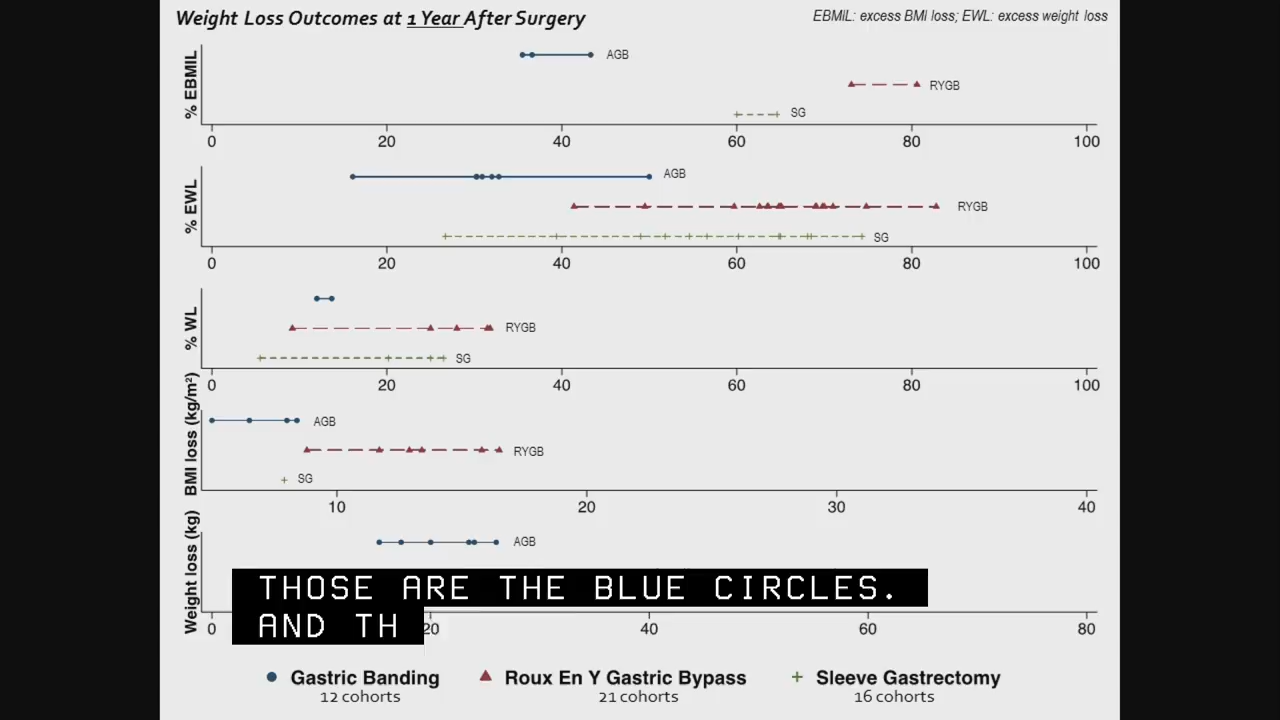 Weight Loss Outcomes at 1 Year After Surgery
EBMIL: excess BMI loss; EWL: excess weight loss
% EBMIL
AGB
RYGB
SG
0 20 40 60 80 100
% EWL
AGB
RYGB
SG
0 20 40 60 80 100
% WL
RYGB
SG
0 20 40 60 80 100
BMI loss (kg/m²)
AGB
RYGB
SG
10 20 30 40
Weight loss (kg)
AGB
0 20 40 60 80
THOSE ARE THE BLUE CIRCLES.
AND TH
Gastric Banding Roux En Y Gastric Bypass Sleeve Gastrectomy
12 cohorts 21 cohorts 16 cohorts